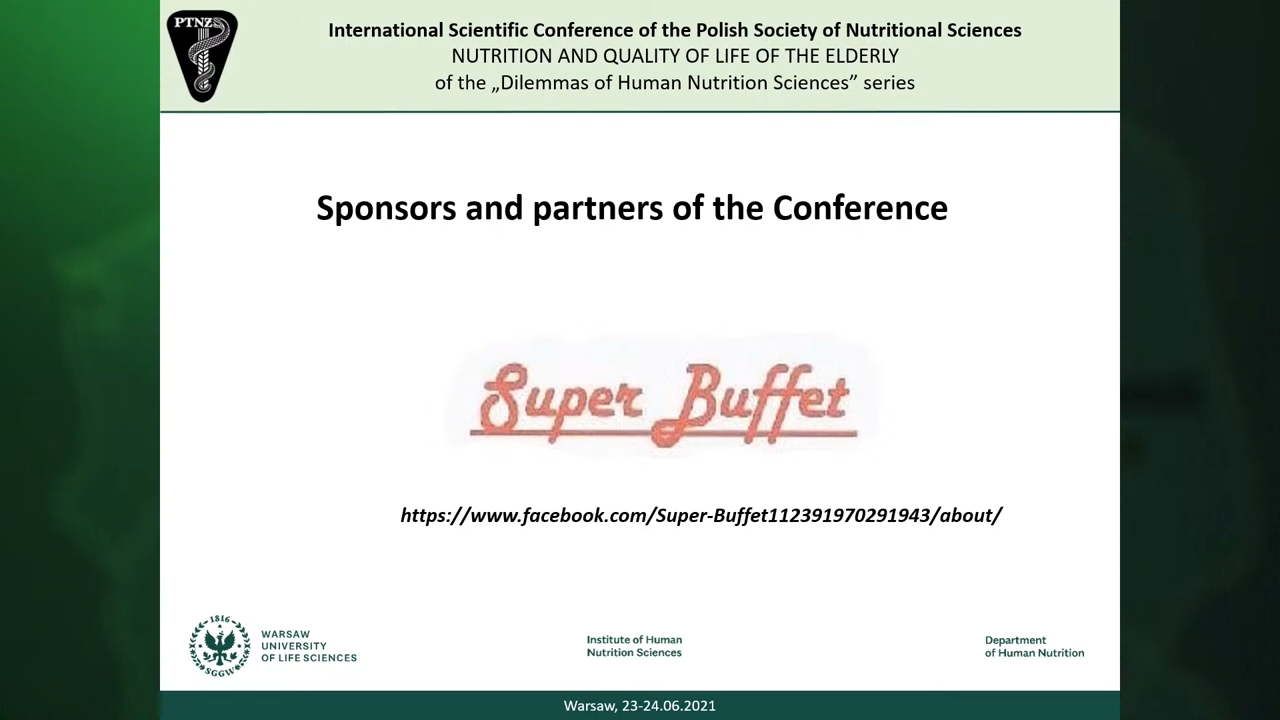 PTNZ
International Scientific Conference of the Polish Society of Nutritional Sciences
NUTRITION AND QUALITY OF LIFE OF THE ELDERLY
of the „Dilemmas of Human Nutrition Sciences” series
Sponsors and partners of the Conference
Super Buffet
https://www.facebook.com/Super-Buffet112391970291943/about/
1816
SGGW
WARSAW
UNIVERSITY
OF LIFE SCIENCES
Institute of Human
Nutrition Sciences
Department
of Human Nutrition
Warsaw, 23-24.06.2021